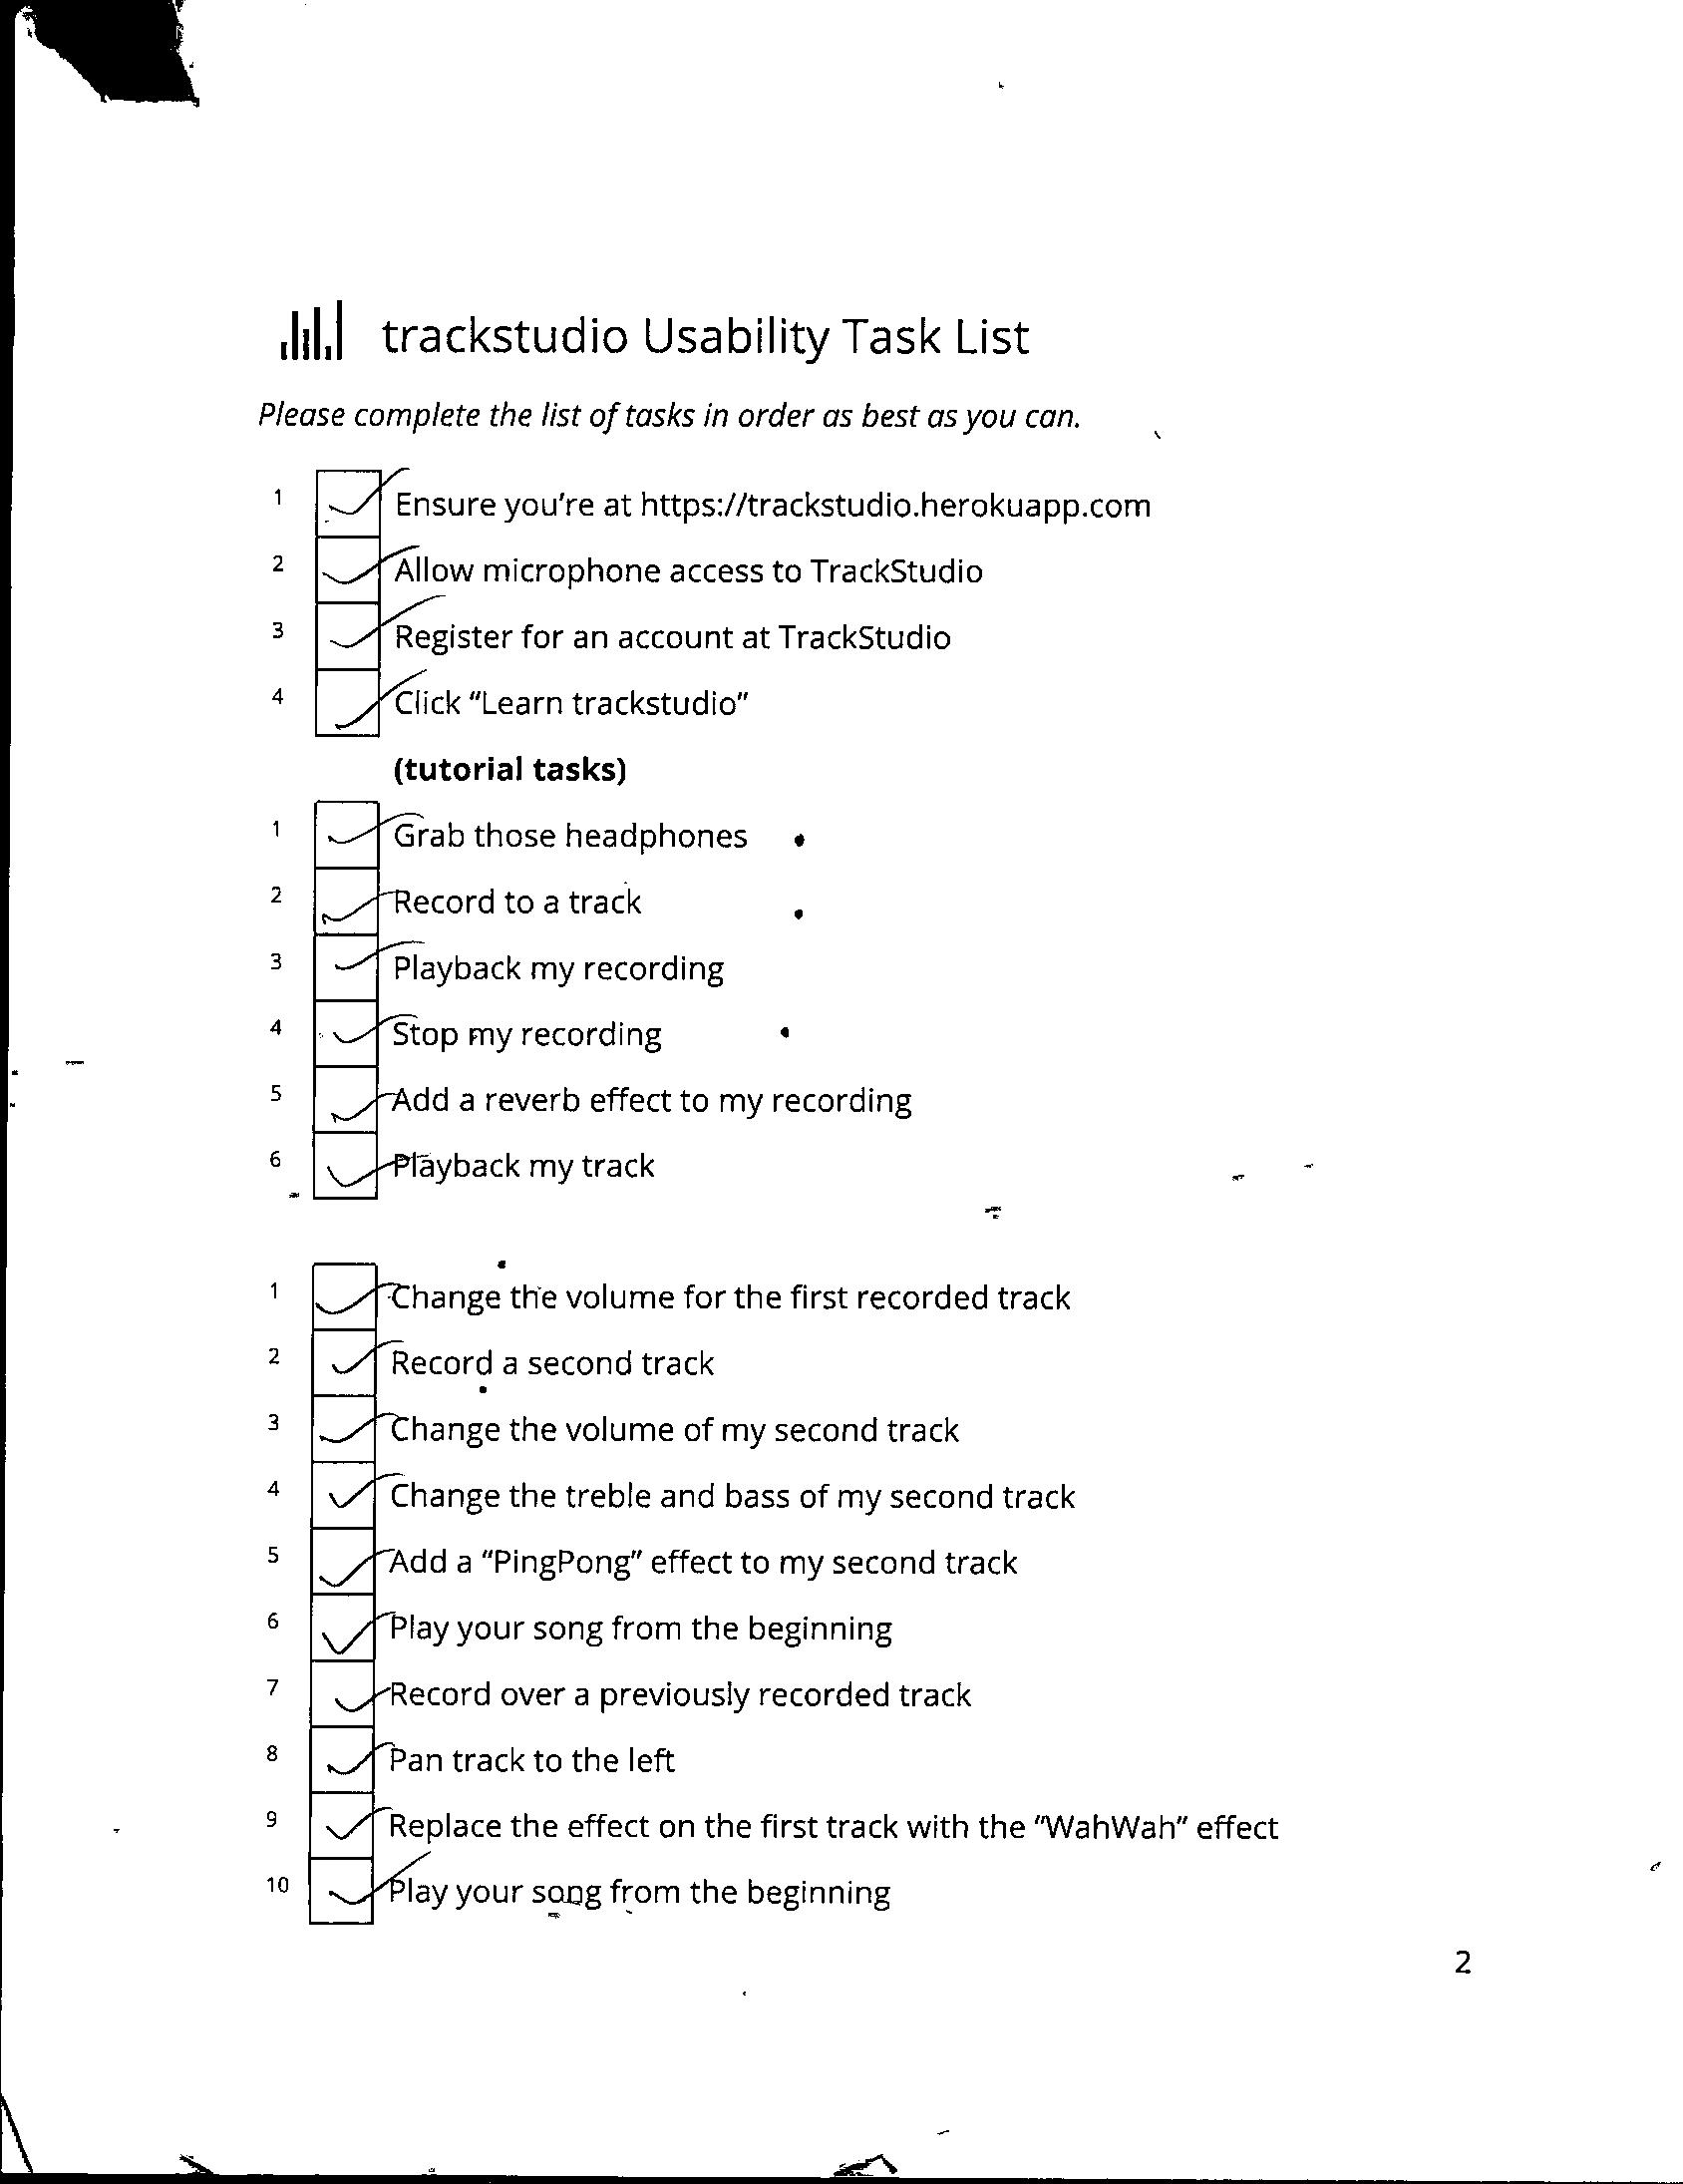 trackstudio Usability Task List
Please complete the list of tasks in order as best as you can.
1 ✓ Ensure you're at https://trackstudio.herokuapp.com
2 ✓ Allow microphone access to TrackStudio
3 ✓ Register for an account at TrackStudio
4 ✓ Click “Learn trackstudio”
(tutorial tasks)
1 ✓ Grab those headphones
2 ✓ Record to a track
3 ✓ Playback my recording
4 ✓ Stop my recording
5 ✓ Add a reverb effect to my recording
6 ✓ Playback my track
1 ✓ Change the volume for the first recorded track
2 ✓ Record a second track
3 ✓ Change the volume of my second track
4 ✓ Change the treble and bass of my second track
5 ✓ Add a “PingPong” effect to my second track
6 ✓ Play your song from the beginning
7 ✓ Record over a previously recorded track
8 ✓ Pan track to the left
9 ✓ Replace the effect on the first track with the “WahWah” effect
10 ✓ Play your song from the beginning
2